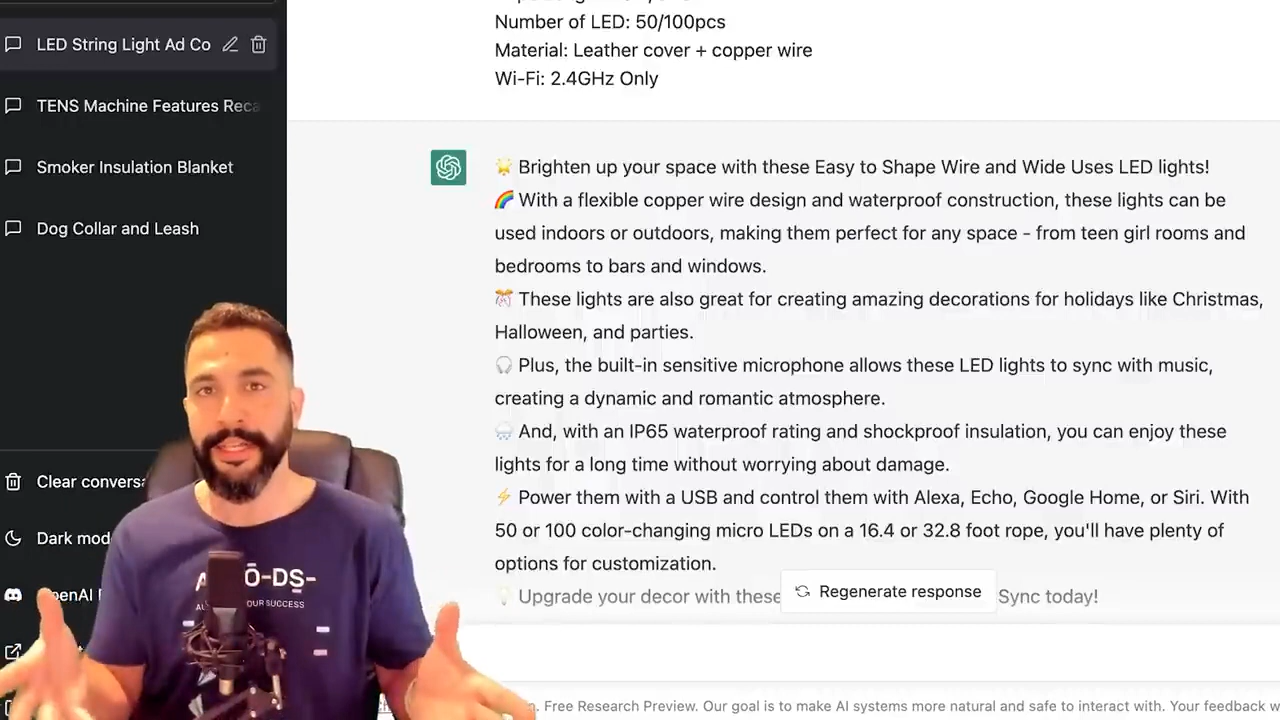 LED String Light Ad Co
TENS Machine Features Reca
Smoker Insulation Blanket
Dog Collar and Leash
Clear conversa
Dark mod
OpenAI
Number of LED: 50/100pcs
Material: Leather cover + copper wire
Wi-Fi: 2.4GHz Only
🌟 Brighten up your space with these Easy to Shape Wire and Wide Uses LED lights!
🌈 With a flexible copper wire design and waterproof construction, these lights can be
used indoors or outdoors, making them perfect for any space - from teen girl rooms and
bedrooms to bars and windows.
🎊 These lights are also great for creating amazing decorations for holidays like Christmas,
Halloween, and parties.
🎧 Plus, the built-in sensitive microphone allows these LED lights to sync with music,
creating a dynamic and romantic atmosphere.
🌧 And, with an IP65 waterproof rating and shockproof insulation, you can enjoy these
lights for a long time without worrying about damage.
⚡ Power them with a USB and control them with Alexa, Echo, Google Home, or Siri. With
50 or 100 color-changing micro LEDs on a 16.4 or 32.8 foot rope, you'll have plenty of
options for customization.
💡 Upgrade your decor with these Sync today!
Regenerate response
Free Research Preview. Our goal is to make AI systems more natural and safe to interact with. Your feedback w
-DS-
OUR SUCCESS